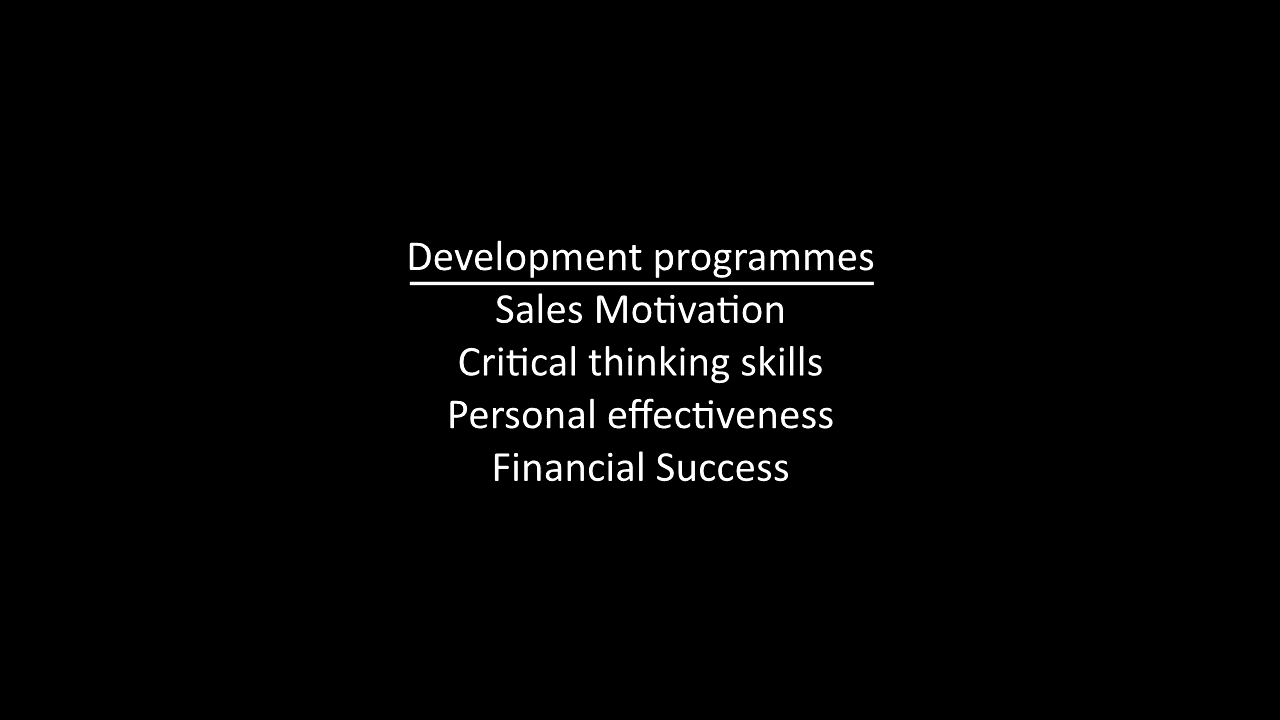 Development programmes
Sales Motivation
Critical thinking skills
Personal effectiveness
Financial Success